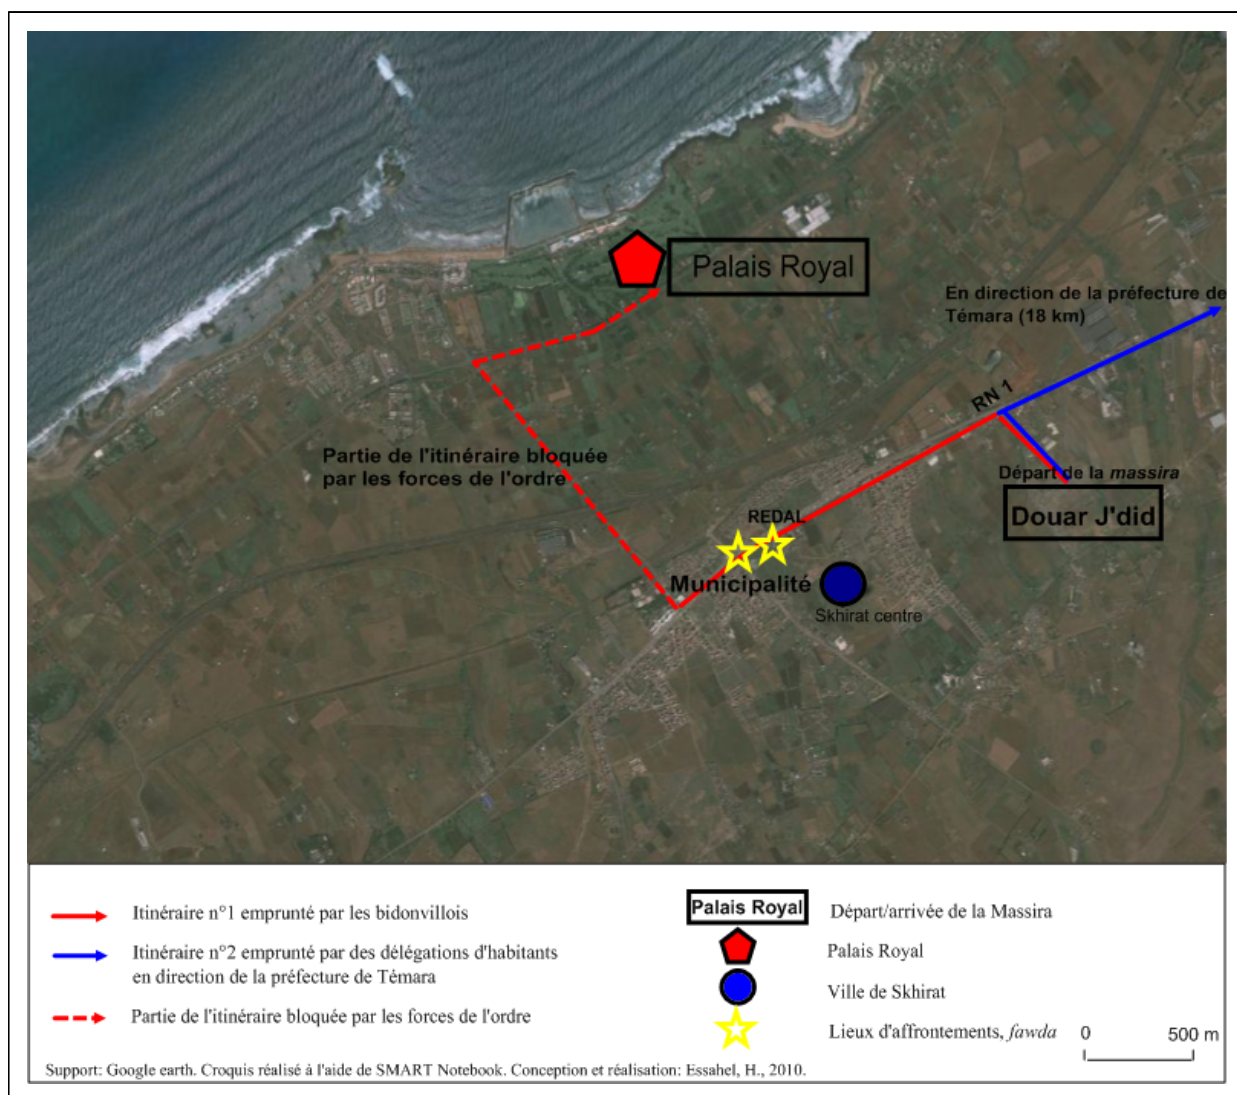 Palais Royal
En direction de la préfecture de
Témara (18 km)
RN 1
Partie de l'itinéraire bloquée
par les forces de l'ordre
Départ de la massira
Douar J'did
REDAL
Municipalité
Skhirat centre
Itinéraire n°1 emprunté par les bidonvillois
Itinéraire n°2 emprunté par des délégations d'habitants
en direction de la préfecture de Témara
Partie de l'itinéraire bloquée par les forces de l'ordre
Palais Royal
Départ/arrivée de la Massira
Palais Royal
Ville de Skhirat
Lieux d'affrontements, fawda
0 500 m
Support: Google earth. Croquis réalisé à l'aide de SMART Notebook. Conception et réalisation: Essahel, H., 2010.